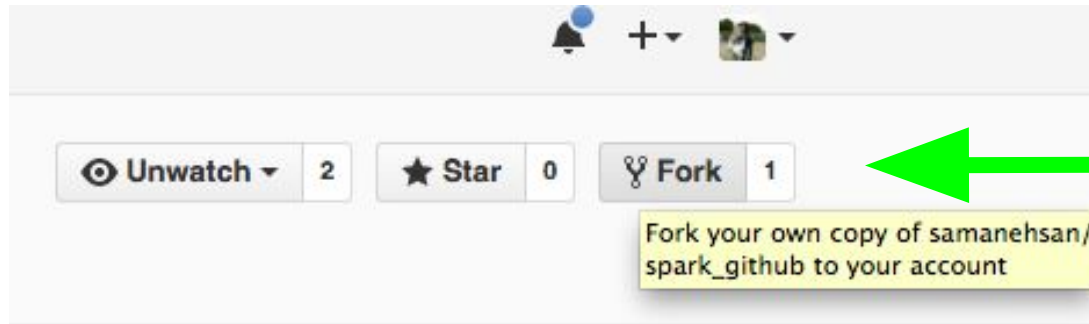 Unwatch 2 Star 0 Fork 1
Fork your own copy of samanehsan/
spark_github to your account